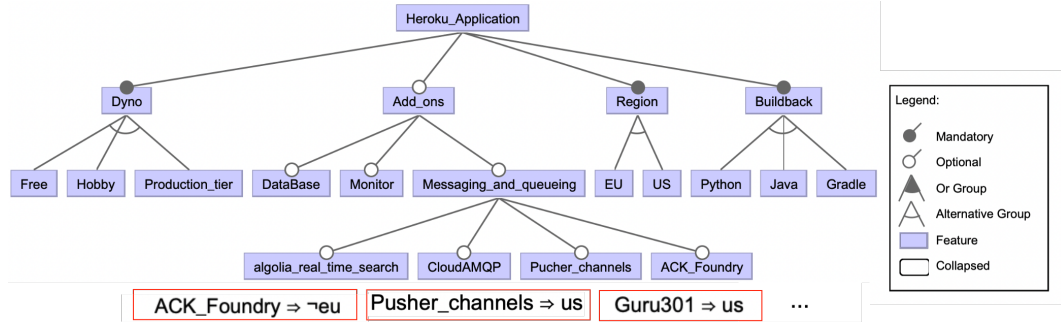 Heroku_Application
Dyno Add_ons Region Buildback
Free Hobby Production_tier DataBase Monitor Messaging_and_queueing EU US Python Java Gradle
algolia_real_time_search CloudAMQP Pucher_channels ACK_Foundry
ACK_Foundry ⇒ ¬eu Pusher_channels ⇒ us Guru301 ⇒ us ...
Legend:
Mandatory
Optional
Or Group
Alternative Group
Feature
Collapsed